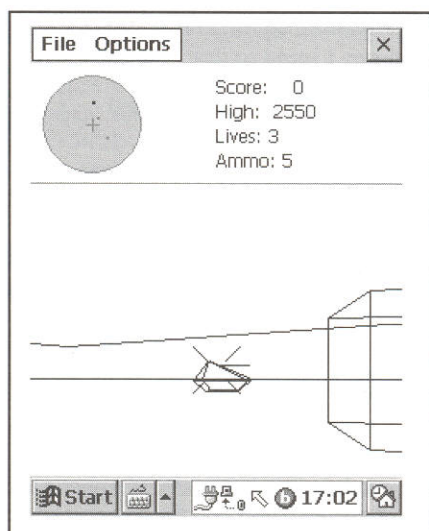 File Options
Score: 0
High: 2550
Lives: 3
Ammo: 5
Start
17:02